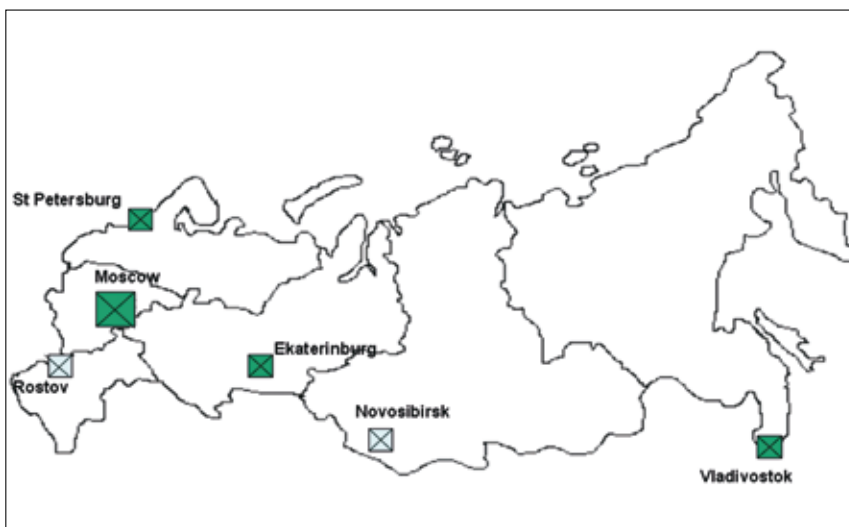 St Petersburg
Moscow
Ekaterinburg
Rostov
Novosibirsk
Vladivostok